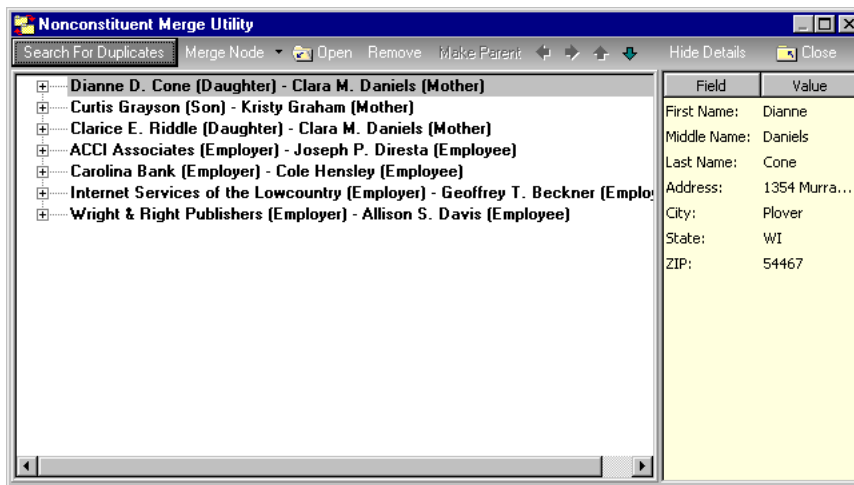 Nonconstituent Merge Utility
Search For Duplicates Merge Node Open Remove Make Parent Hide Details Close
Dianne D. Cone (Daughter) - Clara M. Daniels (Mother)
Curtis Grayson (Son) - Kristy Graham (Mother)
Clarice E. Riddle (Daughter) - Clara M. Daniels (Mother)
ACCI Associates (Employer) - Joseph P. Diresta (Employee)
Carolina Bank (Employer) - Cole Hensley (Employee)
Internet Services of the Lowcountry (Employer) - Geoffrey T. Beckner (Emplo
Wright & Right Publishers (Employer) - Allison S. Davis (Employee)
Field Value
First Name: Dianne
Middle Name: Daniels
Last Name: Cone
Address: 1354 Murra...
City: Plover
State: WI
ZIP: 54467